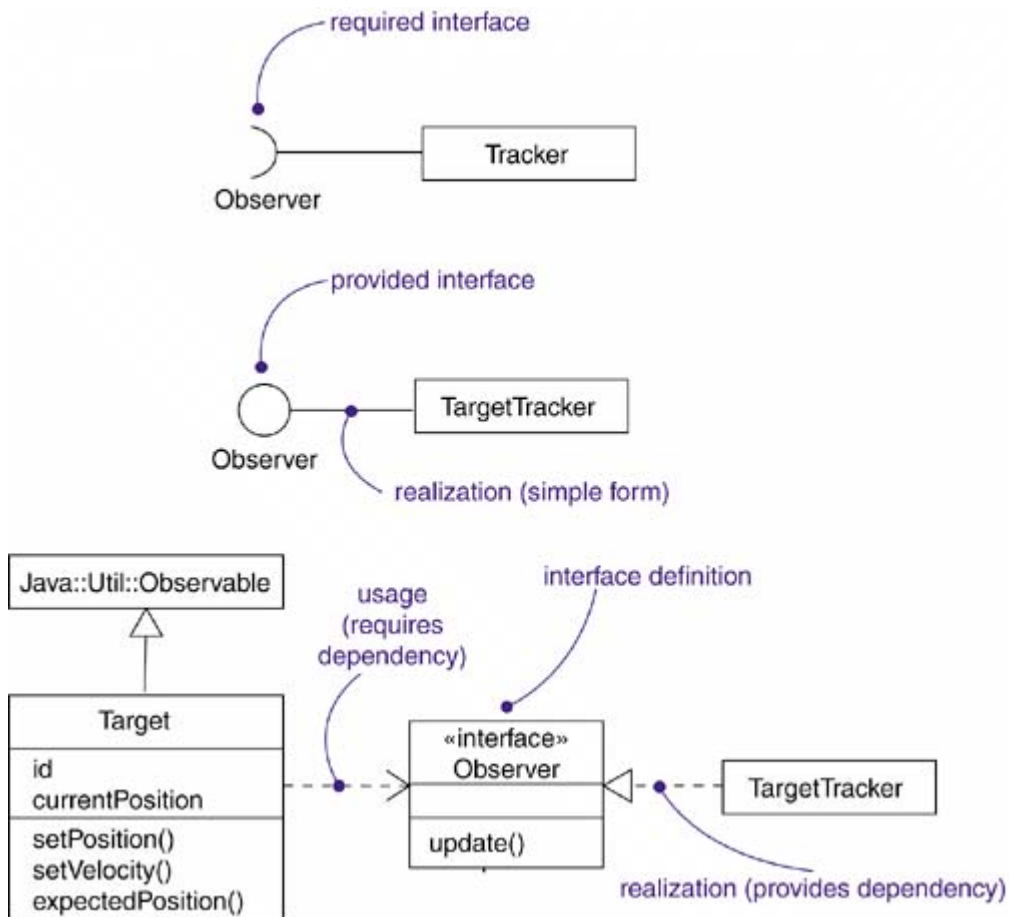 required interface
Tracker
Observer
provided interface
TargetTracker
Observer
realization (simple form)
Java::Util::Observable
usage
(requires
dependency)
interface definition
Target
id
currentPosition
setPosition()
setVelocity()
expectedPosition()
«interface»
Observer
update()
TargetTracker
realization (provides dependency)